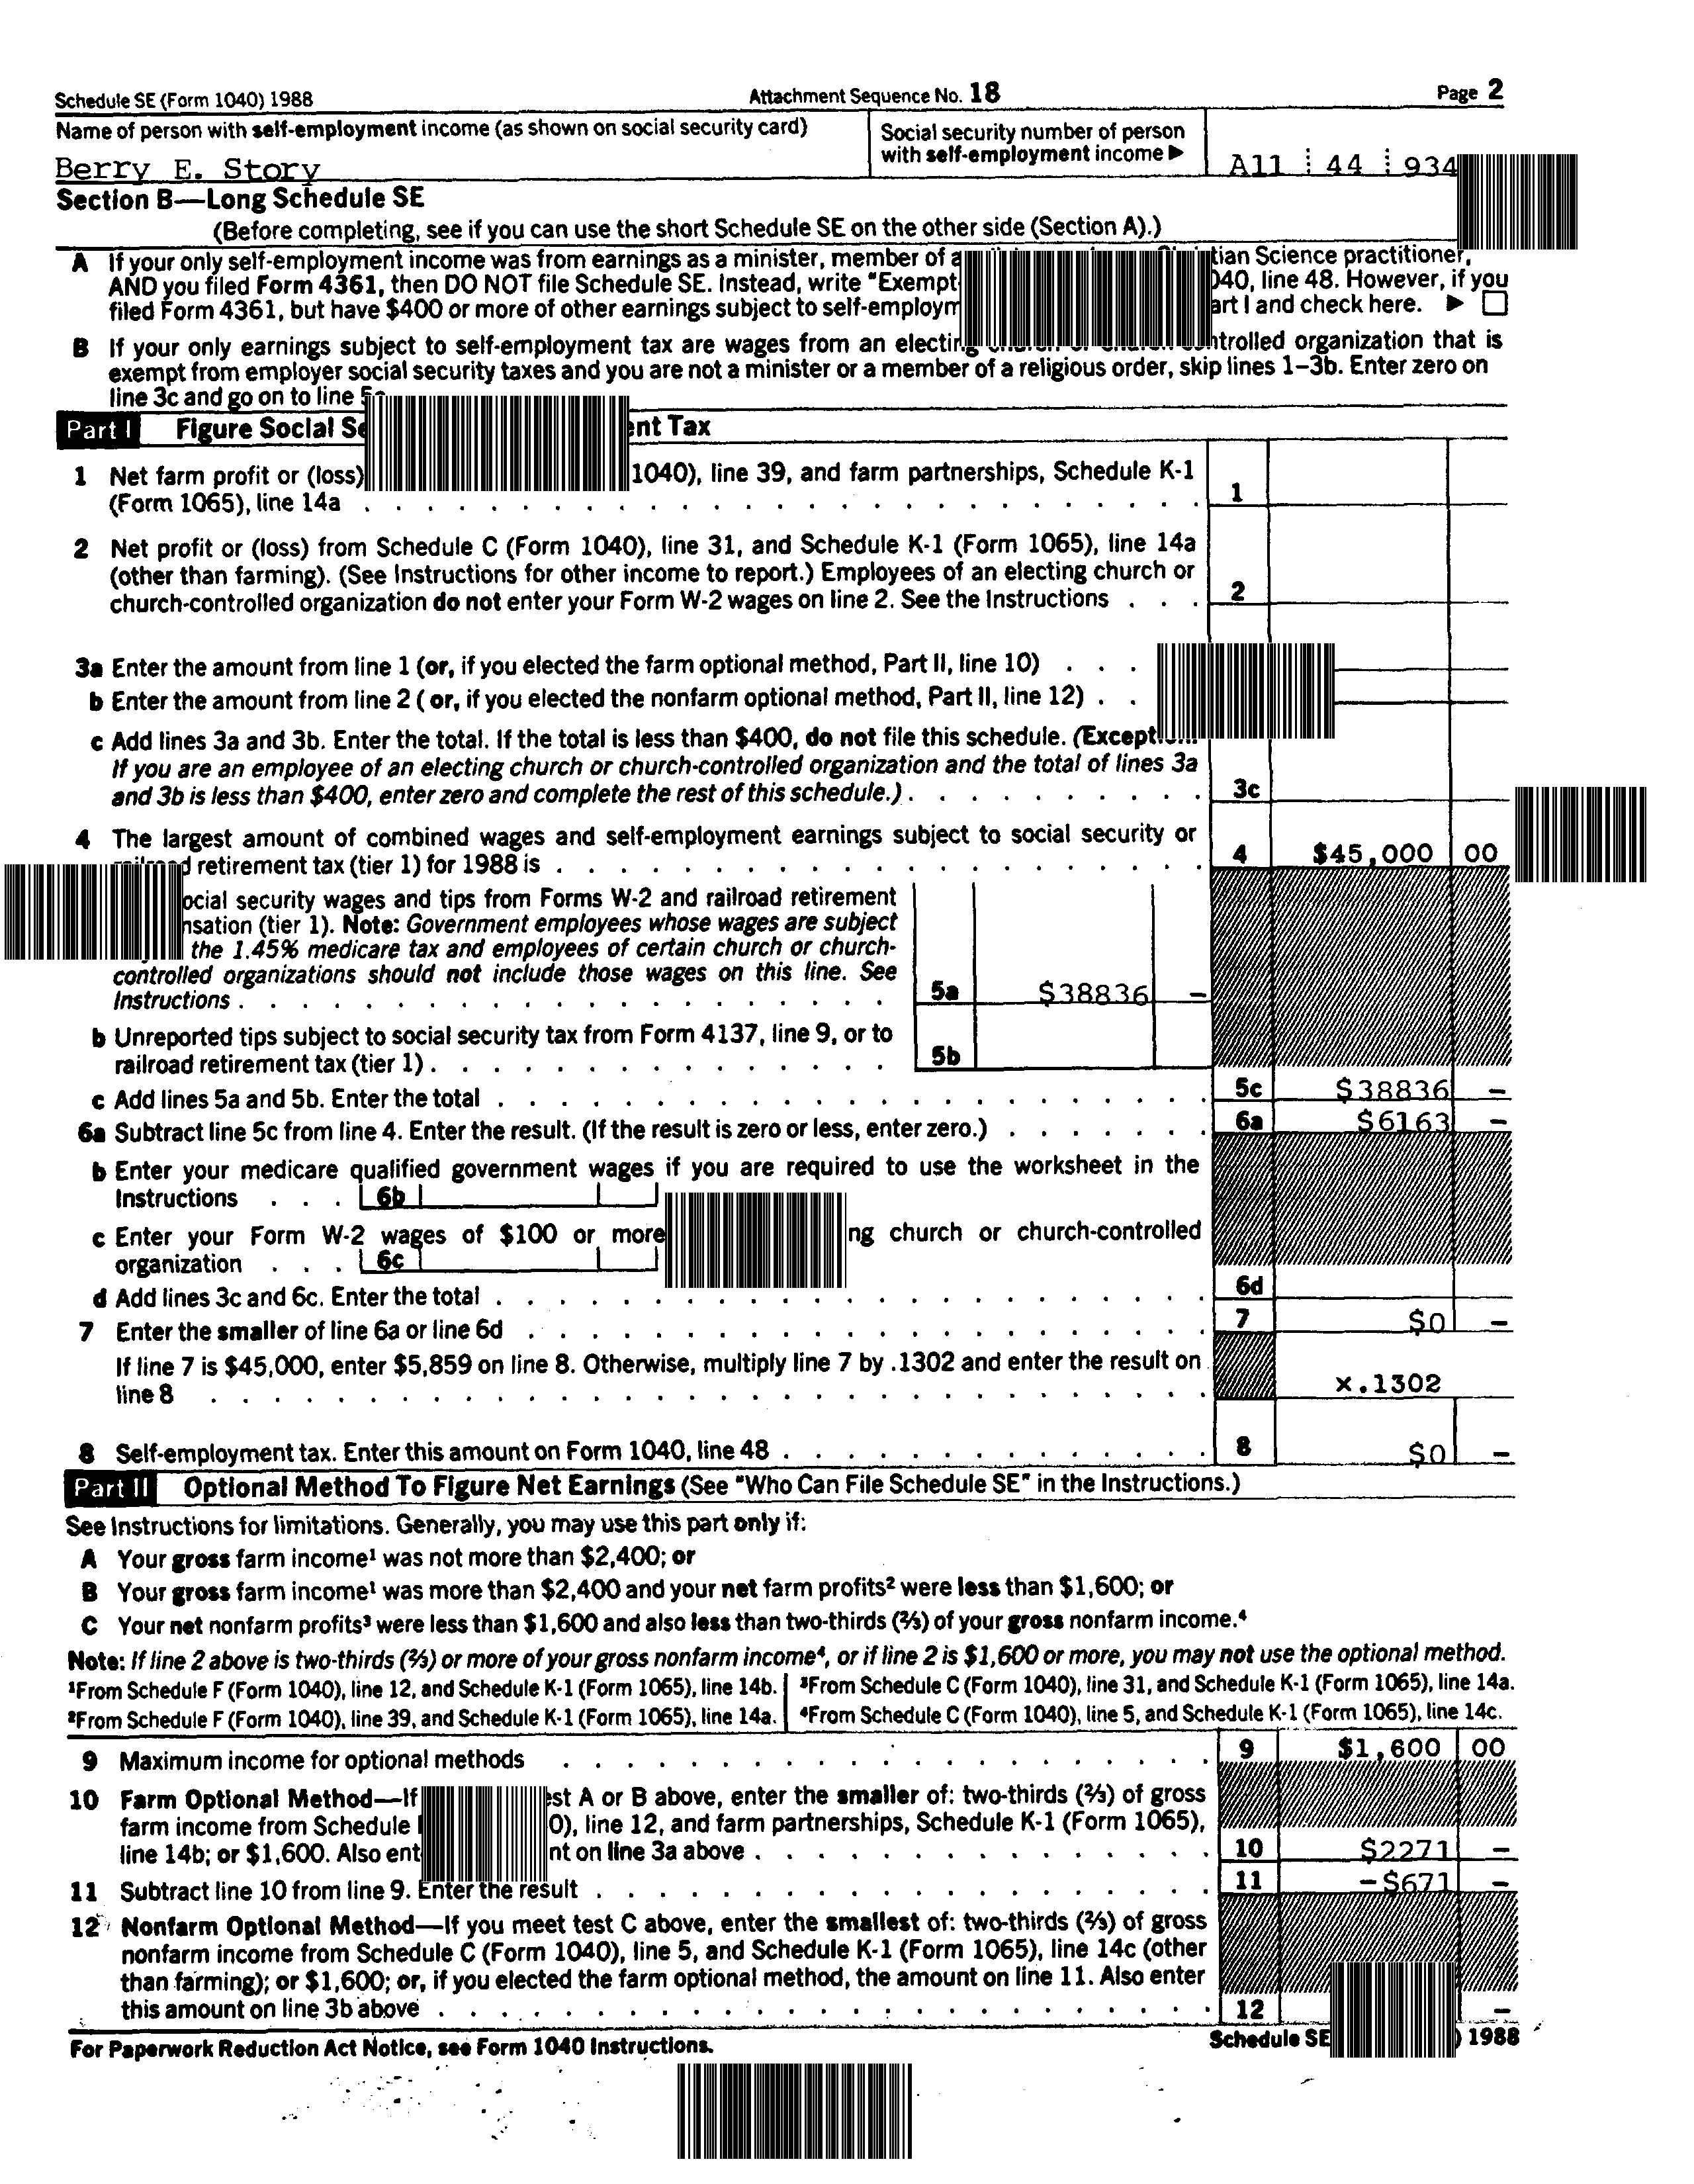 Schedule SE (Form 1040) 1988 Attachment Sequence No. 18 Page 2
Name of person with self-employment income (as shown on social security card)
Social security number of person
with self-employment income ▶
Berry E. Story
A11 44 934
Section B—Long Schedule SE
(Before completing, see if you can use the short Schedule SE on the other side (Section A).)
A If your only self-employment income was from earnings as a minister, member of a tian Science practitioner,
AND you filed Form 4361, then DO NOT file Schedule SE. Instead, write "Exempt 040, line 48. However, if you
filed Form 4361, but have $400 or more of other earnings subject to self-employm art I and check here. ▶ □
B If your only earnings subject to self-employment tax are wages from an electing ntrolled organization that is
exempt from employer social security taxes and you are not a minister or a member of a religious order, skip lines 1–3b. Enter zero on
line 3c and go on to line
Part I Figure Social Se nt Tax
1 Net farm profit or (loss) 1040), line 39, and farm partnerships, Schedule K-1
(Form 1065), line 14a . . . 1
2 Net profit or (loss) from Schedule C (Form 1040), line 31, and Schedule K-1 (Form 1065), line 14a
(other than farming). (See Instructions for other income to report.) Employees of an electing church or
church-controlled organization do not enter your Form W-2 wages on line 2. See the Instructions . . . 2
3a Enter the amount from line 1 (or, if you elected the farm optional method, Part II, line 10) . . .
b Enter the amount from line 2 ( or, if you elected the nonfarm optional method, Part II, line 12) . .
c Add lines 3a and 3b. Enter the total. If the total is less than $400, do not file this schedule. (Except
If you are an employee of an electing church or church-controlled organization and the total of lines 3a
and 3b is less than $400, enter zero and complete the rest of this schedule.) . . . 3c
4 The largest amount of combined wages and self-employment earnings subject to social security or
d retirement tax (tier 1) for 1988 is . . . 4 $45,000 00
ocial security wages and tips from Forms W-2 and railroad retirement
nsation (tier 1). Note: Government employees whose wages are subject
the 1.45% medicare tax and employees of certain church or church-
controlled organizations should not include those wages on this line. See
Instructions . . . 5a $38836 –
b Unreported tips subject to social security tax from Form 4137, line 9, or to
railroad retirement tax (tier 1) . . . 5b
c Add lines 5a and 5b. Enter the total . . . 5c $38836 –
6a Subtract line 5c from line 4. Enter the result. (If the result is zero or less, enter zero.) . . . 6a $6163 –
b Enter your medicare qualified government wages if you are required to use the worksheet in the
Instructions . . . 6b
c Enter your Form W-2 wages of $100 or more ng church or church-controlled
organization . . . 6c
d Add lines 3c and 6c. Enter the total . . . 6d
7 Enter the smaller of line 6a or line 6d . . . 7 $0 –
If line 7 is $45,000, enter $5,859 on line 8. Otherwise, multiply line 7 by .1302 and enter the result on
line 8 . . . x.1302
8 Self-employment tax. Enter this amount on Form 1040, line 48 . . . 8 $0 –
Part II Optional Method To Figure Net Earnings (See "Who Can File Schedule SE" in the Instructions.)
See Instructions for limitations. Generally, you may use this part only if:
A Your gross farm income¹ was not more than $2,400; or
B Your gross farm income¹ was more than $2,400 and your net farm profits² were less than $1,600; or
C Your net nonfarm profits³ were less than $1,600 and also less than two-thirds (⅔) of your gross nonfarm income.⁴
Note: If line 2 above is two-thirds (⅔) or more of your gross nonfarm income⁴, or if line 2 is $1,600 or more, you may not use the optional method.
¹From Schedule F (Form 1040), line 12, and Schedule K-1 (Form 1065), line 14b. ³From Schedule C (Form 1040), line 31, and Schedule K-1 (Form 1065), line 14a.
²From Schedule F (Form 1040), line 39, and Schedule K-1 (Form 1065), line 14a. ⁴From Schedule C (Form 1040), line 5, and Schedule K-1 (Form 1065), line 14c.
9 Maximum income for optional methods . . . 9 $1,600 00
10 Farm Optional Method—If est A or B above, enter the smaller of: two-thirds (⅔) of gross
farm income from Schedule 0), line 12, and farm partnerships, Schedule K-1 (Form 1065),
line 14b; or $1,600. Also ent nt on line 3a above . . . 10 $2271 –
11 Subtract line 10 from line 9. Enter the result . . . 11 –$671 –
12 Nonfarm Optional Method—If you meet test C above, enter the smallest of: two-thirds (⅔) of gross
nonfarm income from Schedule C (Form 1040), line 5, and Schedule K-1 (Form 1065), line 14c (other
than farming); or $1,600; or, if you elected the farm optional method, the amount on line 11. Also enter
this amount on line 3b above . . . 12 –
For Paperwork Reduction Act Notice, see Form 1040 Instructions. Schedule SE ) 1988